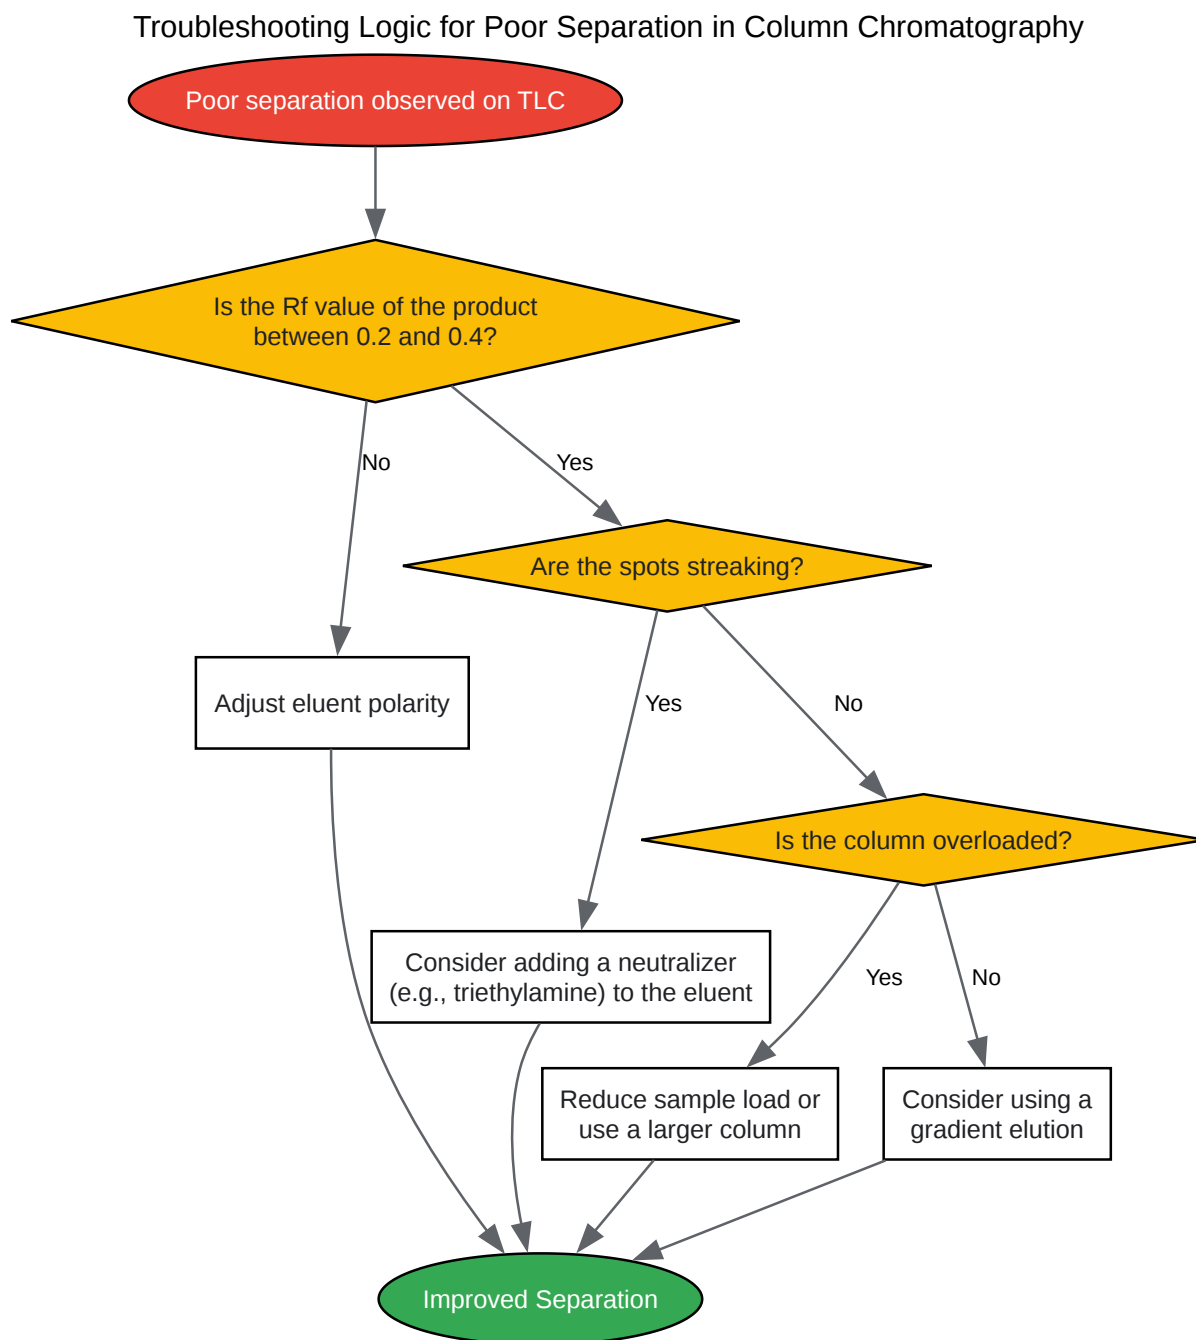 Troubleshooting Logic for Poor Separation in Column Chromatography
Poor separation observed on TLC
Is the Rf value of the product
between 0.2 and 0.4?
No
Yes
Are the spots streaking?
Adjust eluent polarity
Yes
No
Is the column overloaded?
Consider adding a neutralizer
(e.g., triethylamine) to the eluent
Yes
No
Reduce sample load or
use a larger column
Consider using a
gradient elution
Improved Separation